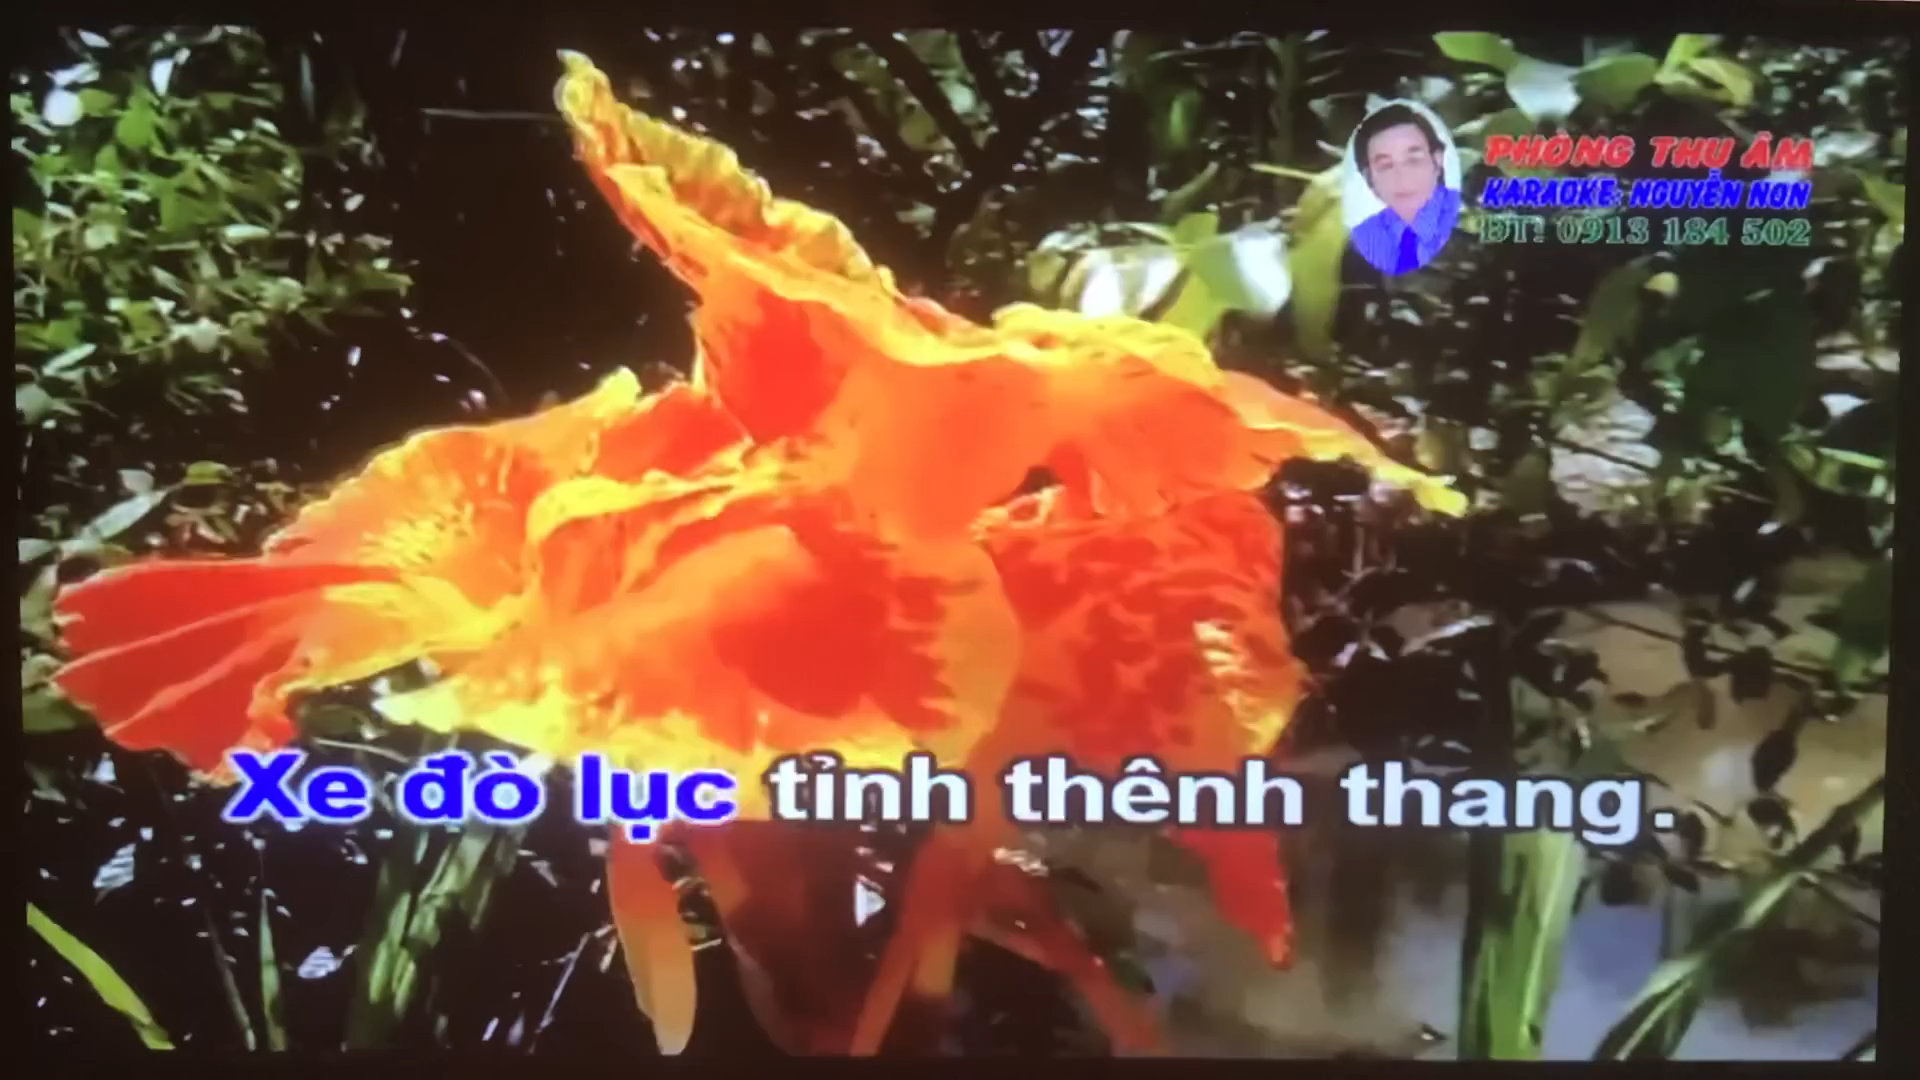 PHÒNG THU ÂM
KARAOKE: NGUYỄN NON
ĐT: 0913 184 502
Xe đò lục tỉnh thênh thang.